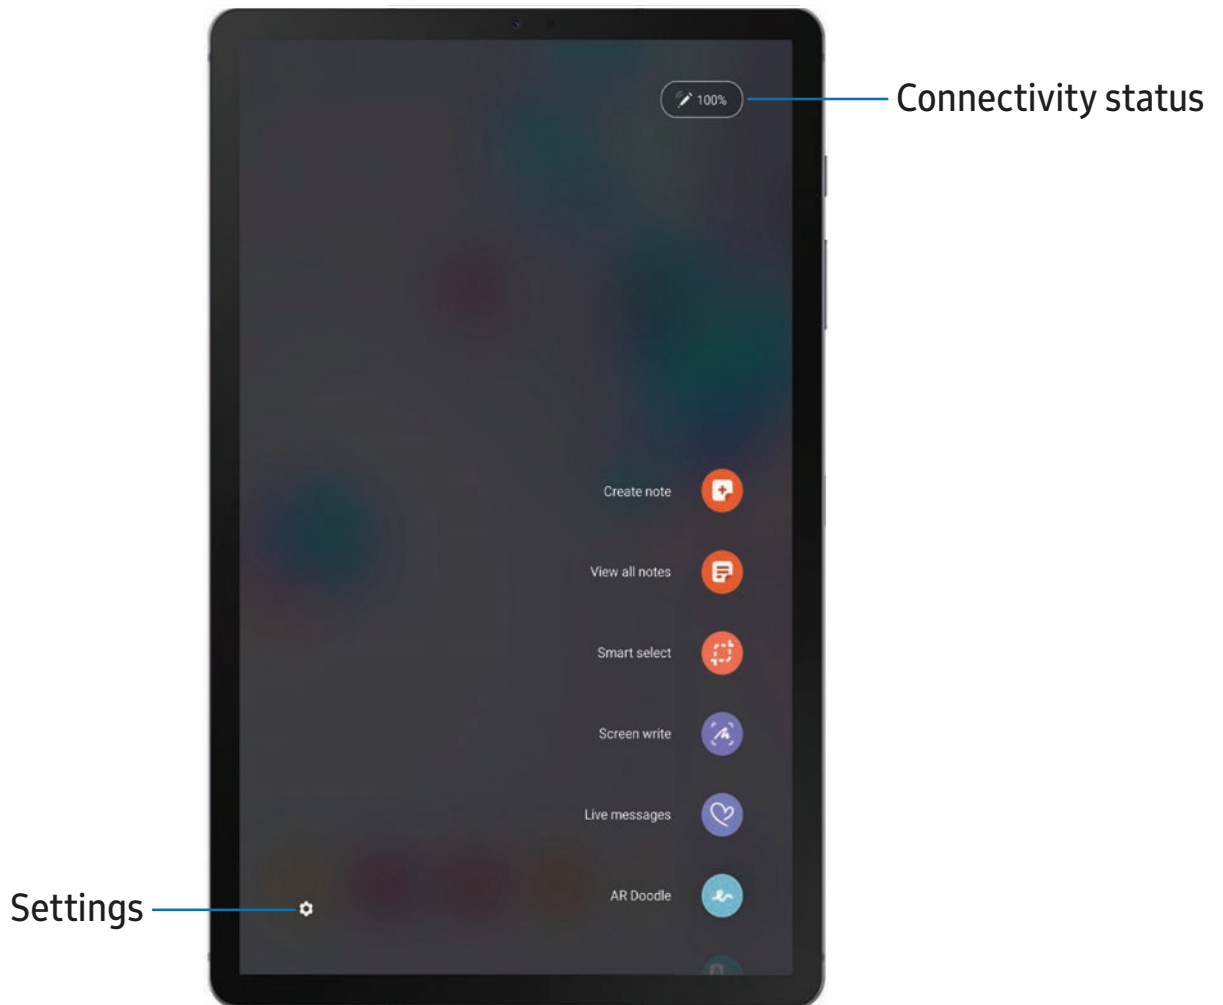 100%
Connectivity status
Create note
View all notes
Smart select
Screen write
Live messages
AR Doodle
Settings